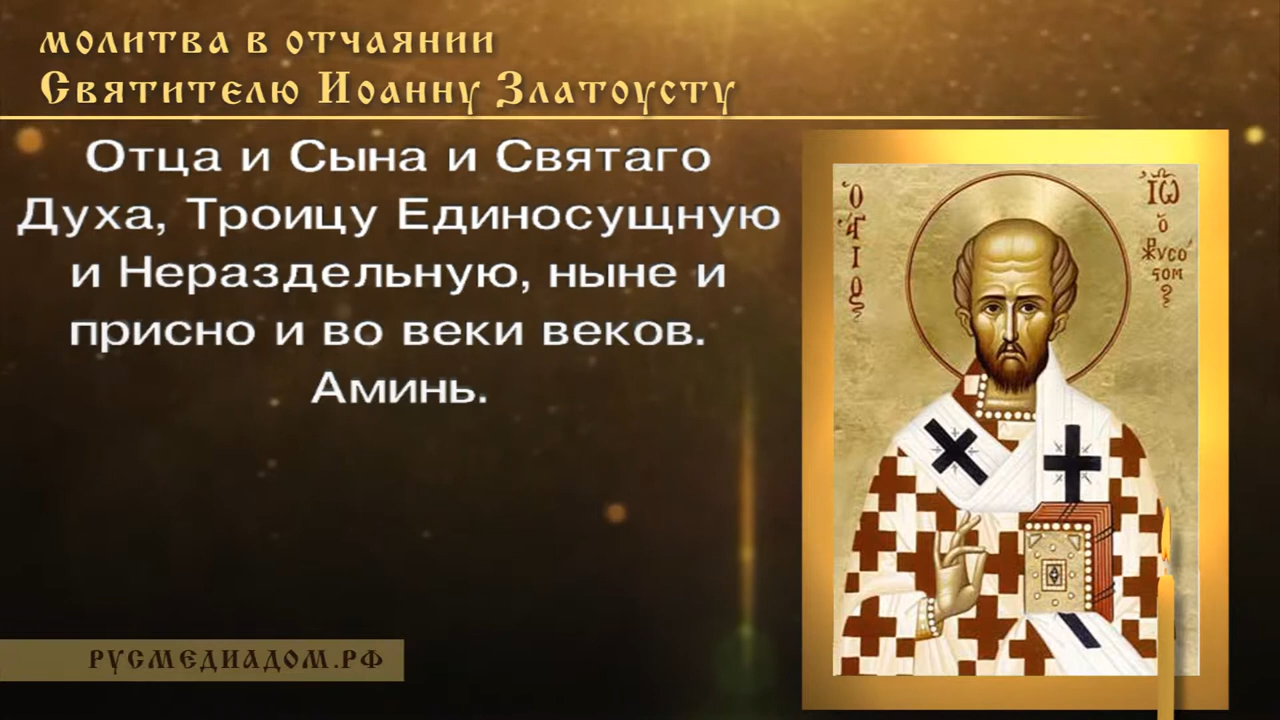 молитва в отчаянии
Святителю Иоанну Златоусту
Отца и Сына и Святаго
Духа, Троицу Единосущную
и Нераздельную, ныне и
присно и во веки веков.
Аминь.
РУСМЕДИАДОМ.РФ